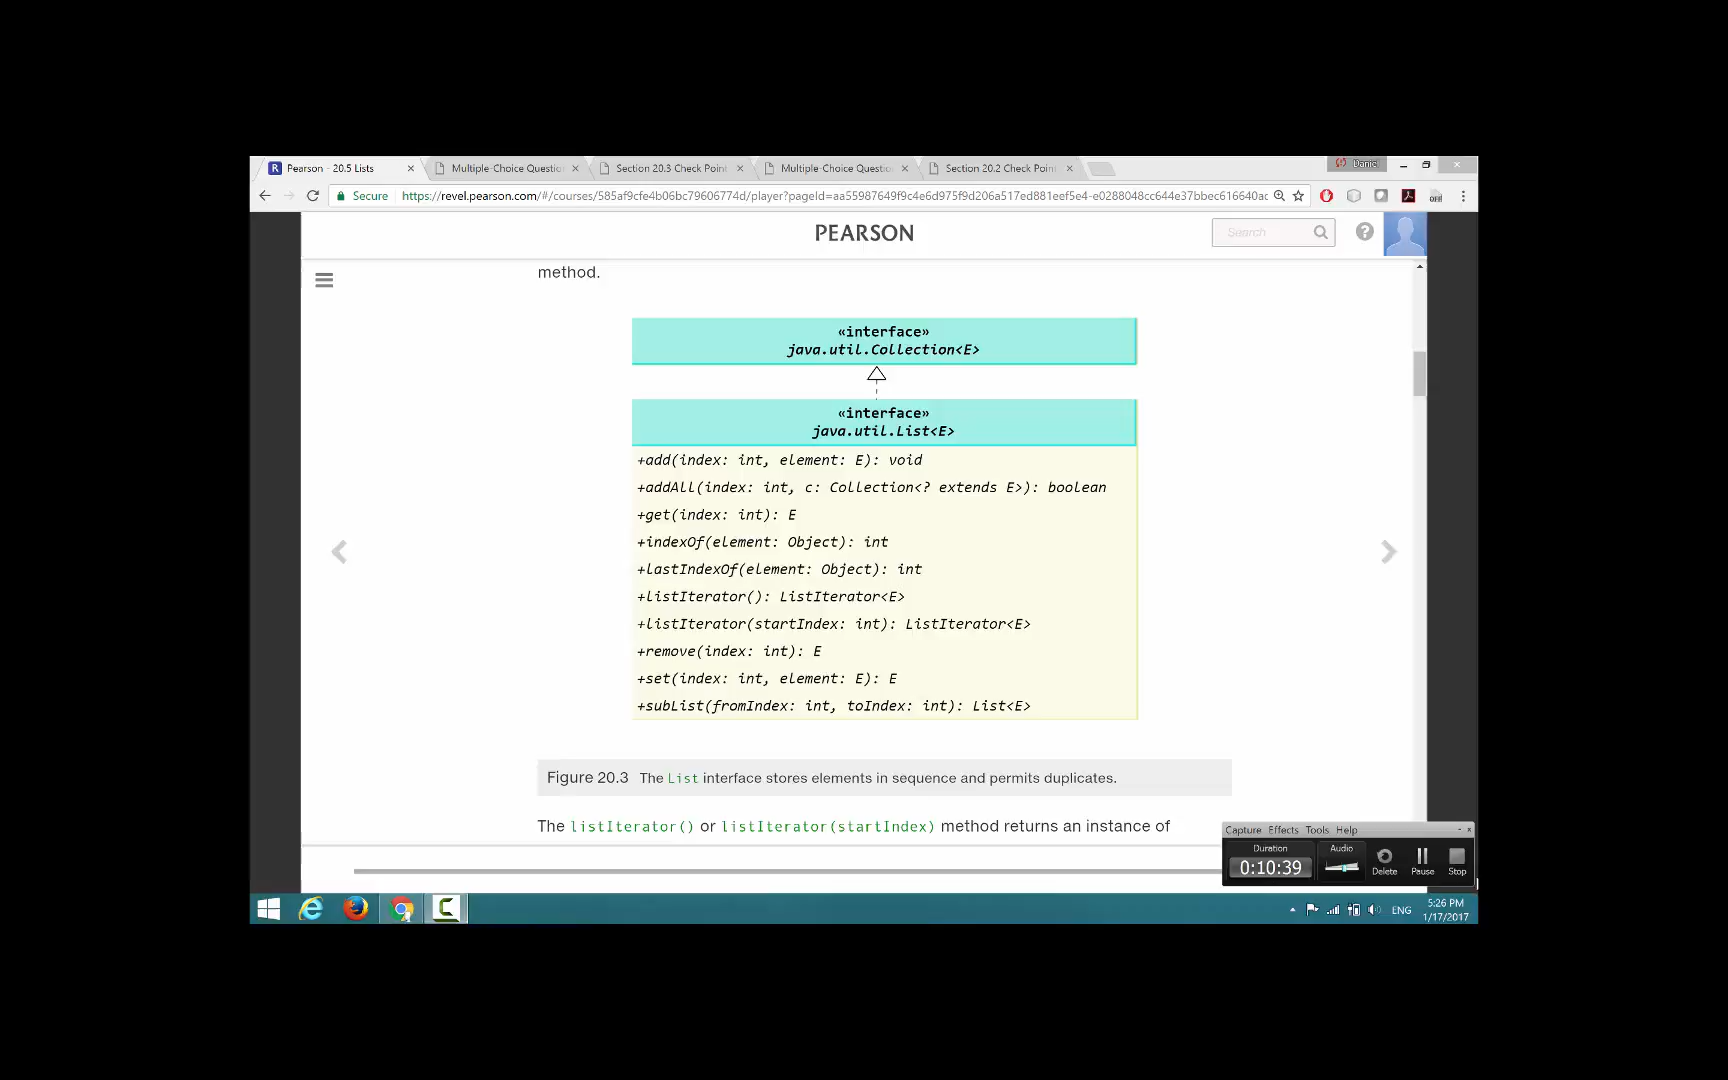 Pearson - 20.5 Lists
Multiple-Choice Question
Section 20.3 Check Point
Multiple-Choice Question
Section 20.2 Check Point
Daniel
Secure
https://revel.pearson.com/#/courses/585af9cfe4b06bc79606774d/player?pageId=aa55987649f9c4e6d975f9d206a517ed881eef5e4-e0288048cc644e37bbec616640ac
PEARSON
Search
method.
«interface»
java.util.Collection<E>
«interface»
java.util.List<E>
+add(index: int, element: E): void
+addAll(index: int, c: Collection<? extends E>): boolean
+get(index: int): E
+indexOf(element: Object): int
+lastIndexOf(element: Object): int
+listIterator(): ListIterator<E>
+listIterator(startIndex: int): ListIterator<E>
+remove(index: int): E
+set(index: int, element: E): E
+subList(fromIndex: int, toIndex: int): List<E>
Figure 20.3 The List interface stores elements in sequence and permits duplicates.
The listIterator() or listIterator(startIndex) method returns an instance of
Capture Effects Tools Help
Duration
0:10:39
Audio
Delete
Pause
Stop
ENG
5:26 PM
1/17/2017